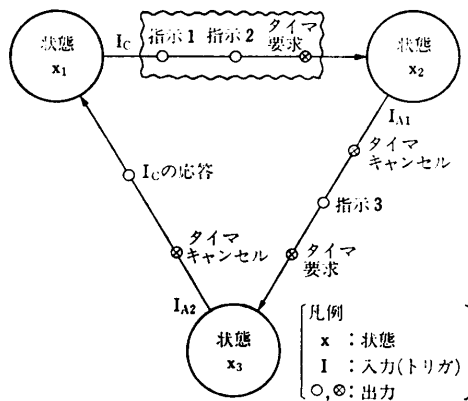 状態
x1
IC
指示1
指示2
タイマ
要求
状態
x2
IA1
タイマ
キャンセル
指示3
タイマ
要求
ICの応答
タイマ
キャンセル
IA2
状態
x3
凡例
x:状態
I:入力(トリガ)
○,⊗:出力